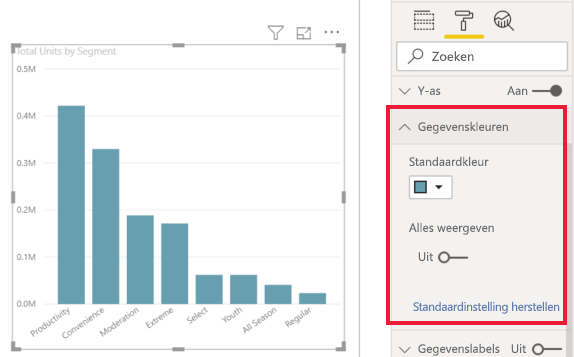 Total Units by Segment
0.5M
0.4M
0.3M
0.2M
0.1M
0.0M
Productivity
Convenience
Moderation
Extreme
Select
Youth
All Season
Regular
Zoeken
Y-as Aan
Gegevenskleuren
Standaardkleur
Alles weergeven
Uit
Standaardinstelling herstellen
Gegevenslabels Uit